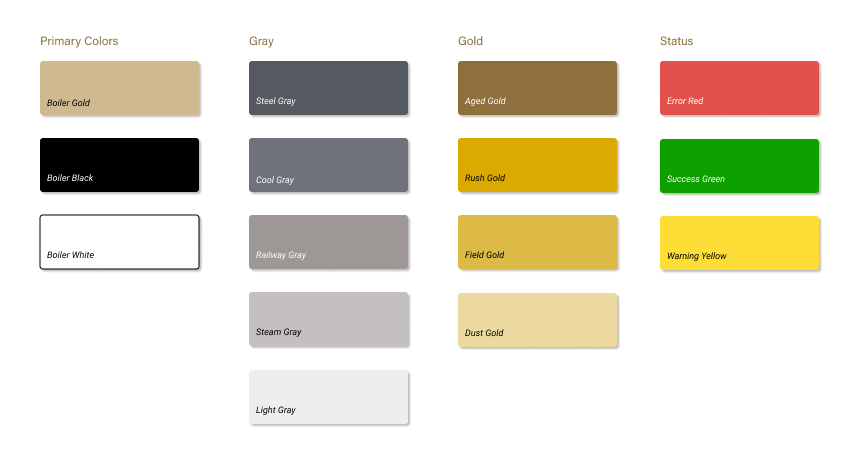 Primary Colors
Boiler Gold
Boiler Black
Boiler White
Gray
Steel Gray
Cool Gray
Railway Gray
Steam Gray
Light Gray
Gold
Aged Gold
Rush Gold
Field Gold
Dust Gold
Status
Error Red
Success Green
Warning Yellow